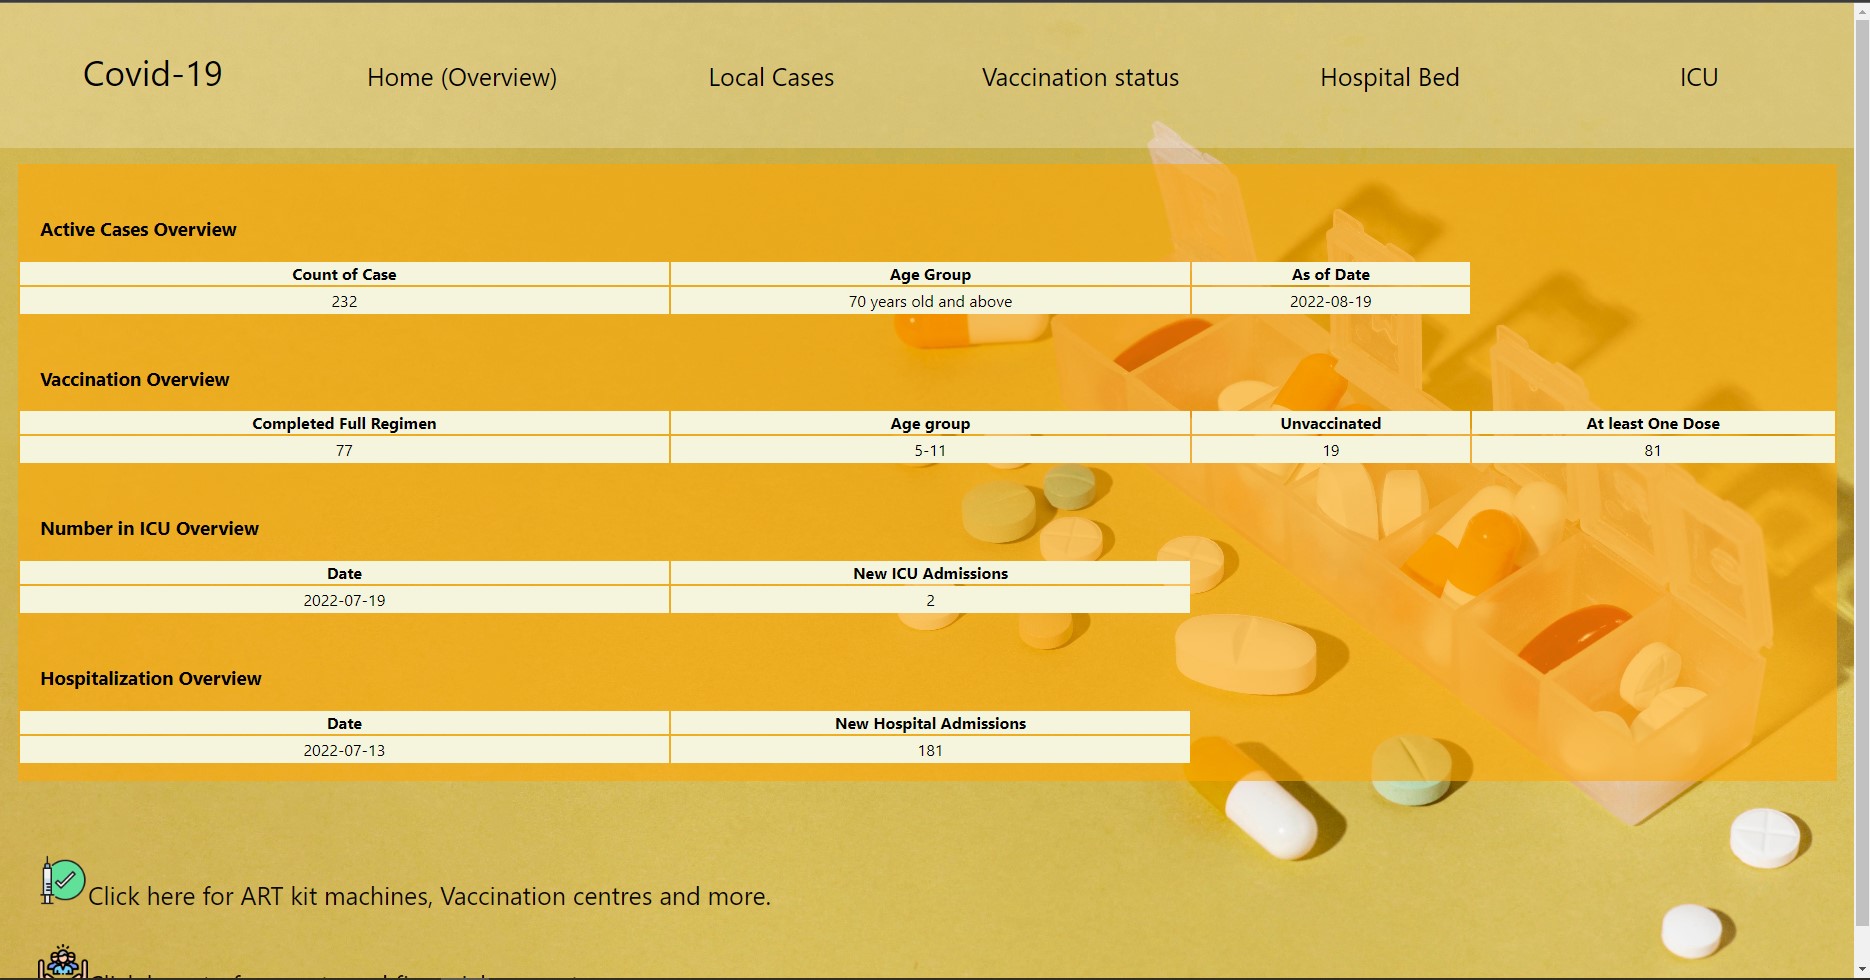 Covid-19 Home (Overview) Local Cases Vaccination status Hospital Bed ICU
Active Cases Overview
Count of Case Age Group As of Date
232 70 years old and above 2022-08-19
Vaccination Overview
Completed Full Regimen Age group Unvaccinated At least One Dose
77 5-11 19 81
Number in ICU Overview
Date New ICU Admissions
2022-07-19 2
Hospitalization Overview
Date New Hospital Admissions
2022-07-13 181
Click here for ART kit machines, Vaccination centres and more.